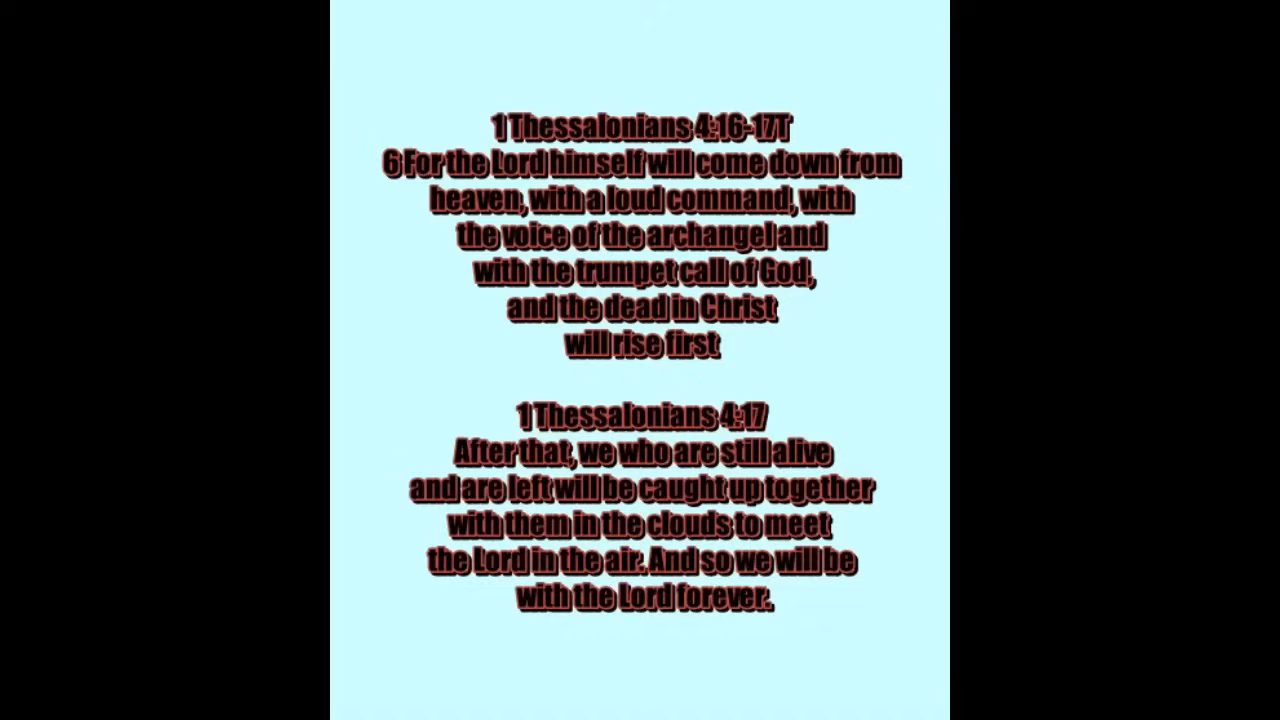 1 Thessalonians 4:16-17T
6 For the Lord himself will come down from
heaven, with a loud command, with
the voice of the archangel and
with the trumpet call of God,
and the dead in Christ
will rise first
1 Thessalonians 4:17
After that, we who are still alive
and are left will be caught up together
with them in the clouds to meet
the Lord in the air. And so we will be
with the Lord forever.